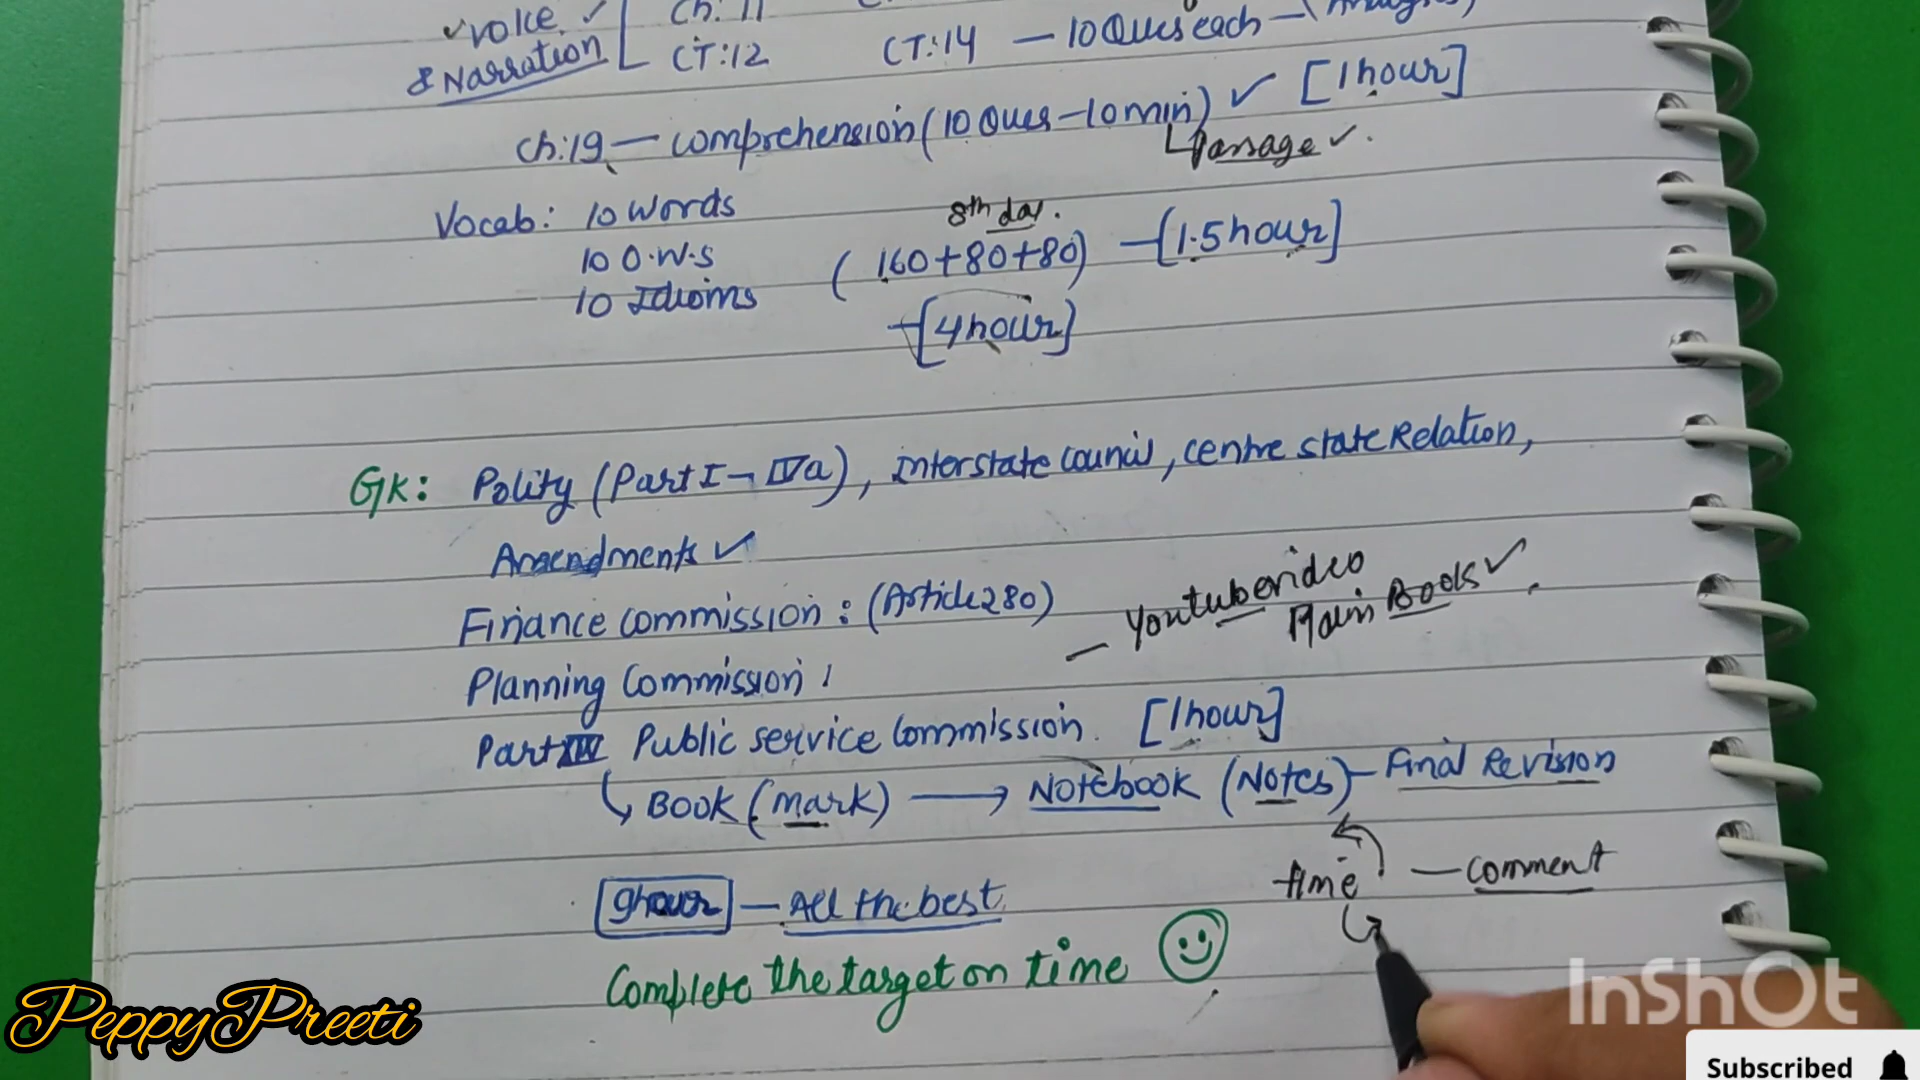 ✓voice ✓ Ch. 11
& Narration CT:12 CT:14 — 10 Ques each — (Analysis)
Ch:19 — comprehension (10 Ques – 10 min) ✓ [1 hour]
Passage ✓.
Vocab: 10 Words
8th day.
10 O.W.S (160+80+80) — [1.5 hour]
10 Idioms
[4 hour]
GK: Polity (Part I – IVa), interstate council, centre state Relation,
Amendments ✓
Finance commission : (Article 280) — Youtube video
Main Books ✓
Planning Commission
Part Public service Commission. [1 hour]
Book (mark) → Notebook (Notes) – Final Revision
time — comment
9 hour — All the best
Complete the target on time
PeppyPreeti
InShOt
Subscribed